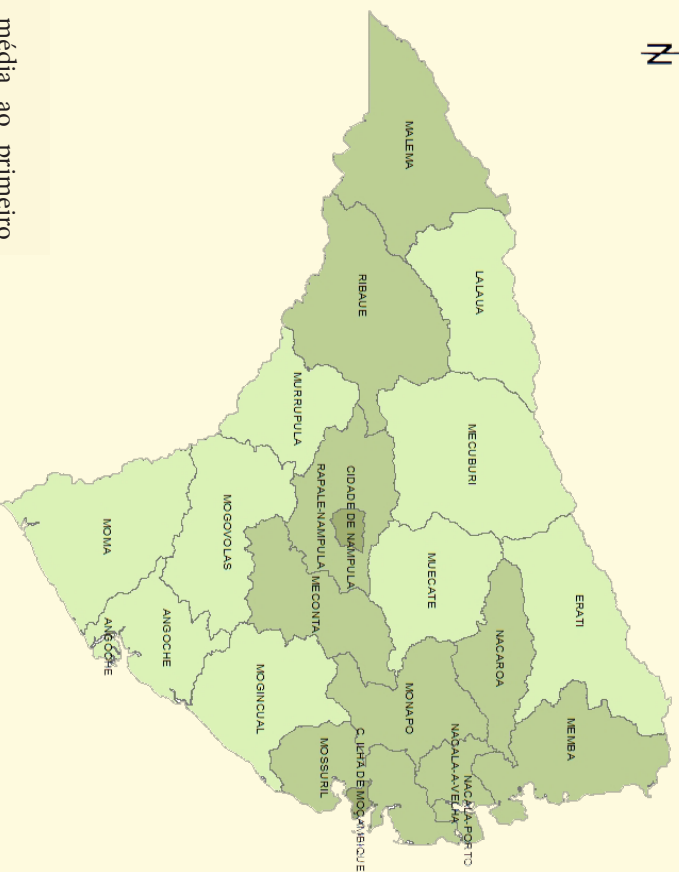 N
MALEMA
LALAUA
RIBAUE
MURRUPULA
MECUBURI
CIDADE DE NAMPULA
RAPALE-NAMPULA
MOGOVOLAS
MOMA
MUECATE
ERATI
MECONTA
NACAROA
ANGOCHE
ANGOCHE
MOGINCUAL
MONAPO
MEMBA
NACALA-A-VELHA
NACALA-PORTO
MOSSURIL
C. ILHA DE MOÇAMBIQUE
média ao primeiro